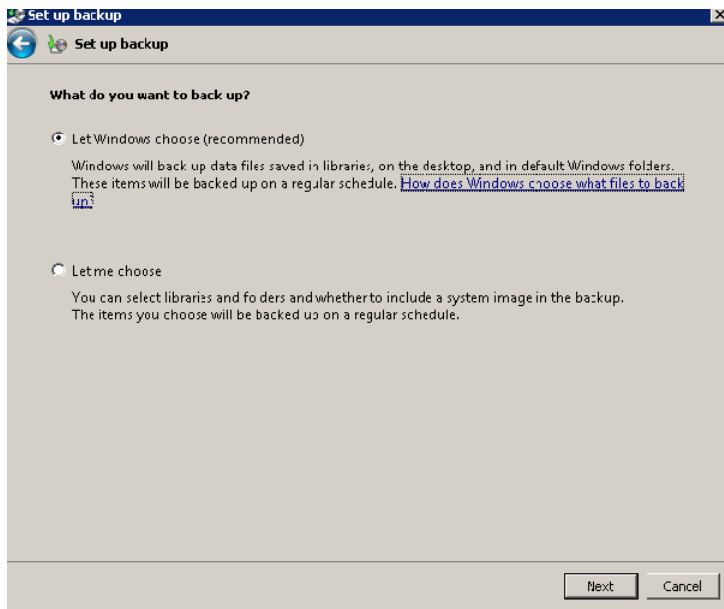 Set up backup
Set up backup
What do you want to back up?
Let Windows choose (recommended)
Windows will back up data files saved in libraries, on the desktop, and in default Windows folders.
These items will be backed up on a regular schedule. How does Windows choose what files to back
up?
Let me choose
You can select libraries and folders and whether to include a system image in the backup.
The items you choose will be backed up on a regular schedule.
Next Cancel